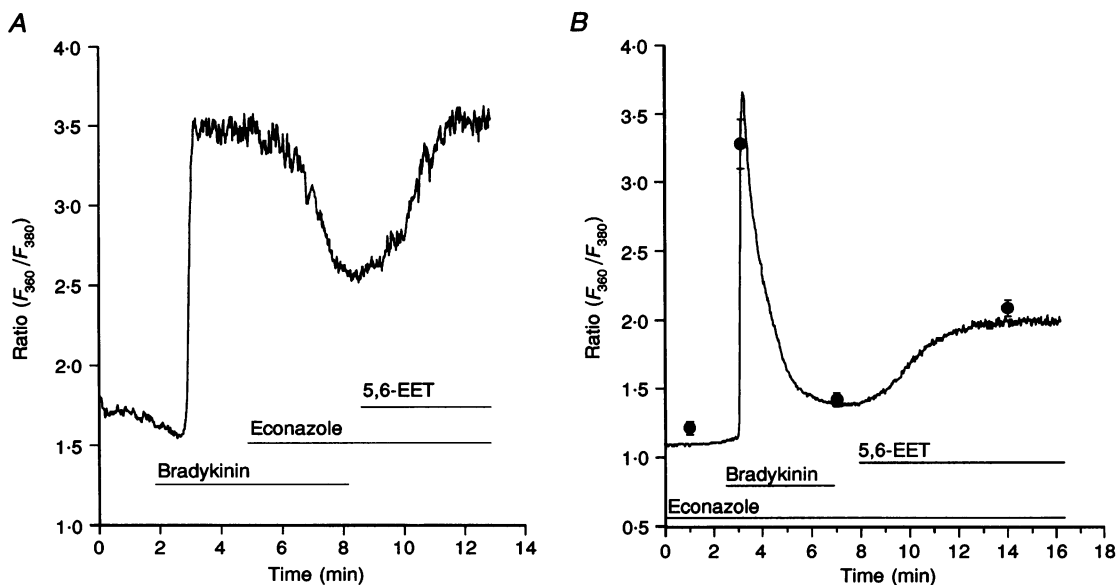 A
4·0
3·5
3·0
2·5
2·0
1·5
1·0
Ratio (F360/F380)
5,6-EET
Econazole
Bradykinin
0 2 4 6 8 10 12 14
Time (min)
B
4·0
3·5
3·0
2·5
2·0
1·5
1·0
0·5
Ratio (F360/F380)
5,6-EET
Bradykinin
Econazole
0 2 4 6 8 10 12 14 16 18
Time (min)